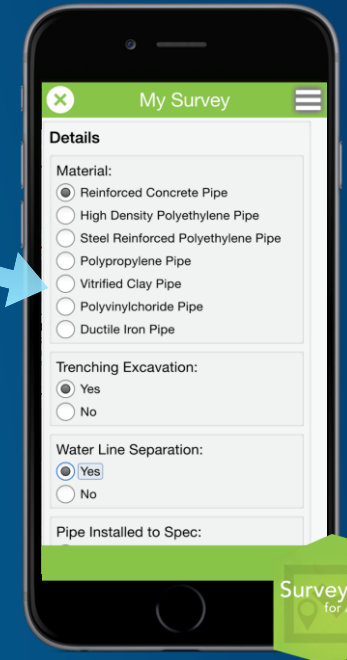 My Survey
Details
Material:
Reinforced Concrete Pipe
High Density Polyethylene Pipe
Steel Reinforced Polyethylene Pipe
Polypropylene Pipe
Vitrified Clay Pipe
Polyvinylchoride Pipe
Ductile Iron Pipe
Trenching Excavation:
Yes
No
Water Line Separation:
Yes
No
Pipe Installed to Spec:
Survey
for